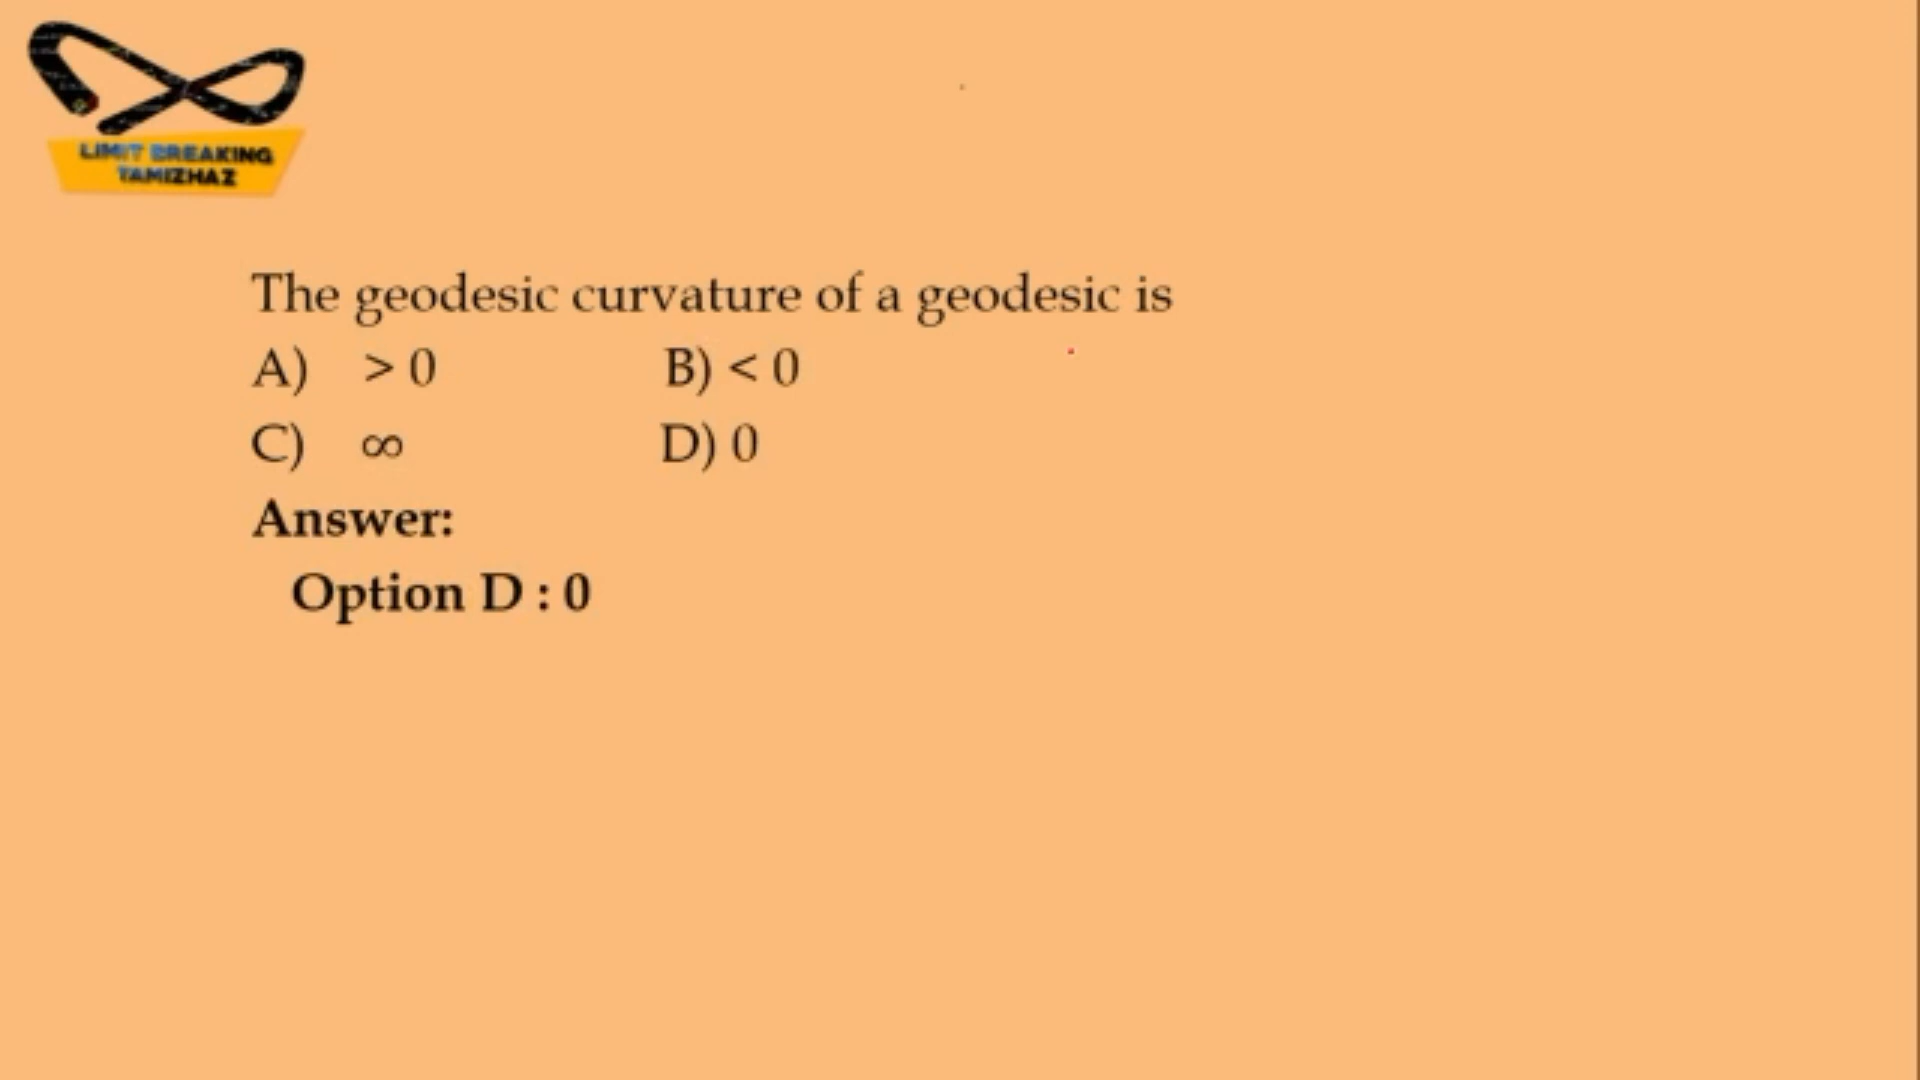 LIMIT BREAKING
TAMIZHAZ
The geodesic curvature of a geodesic is
A) > 0 B) < 0
C) ∞ D) 0
Answer:
Option D : 0